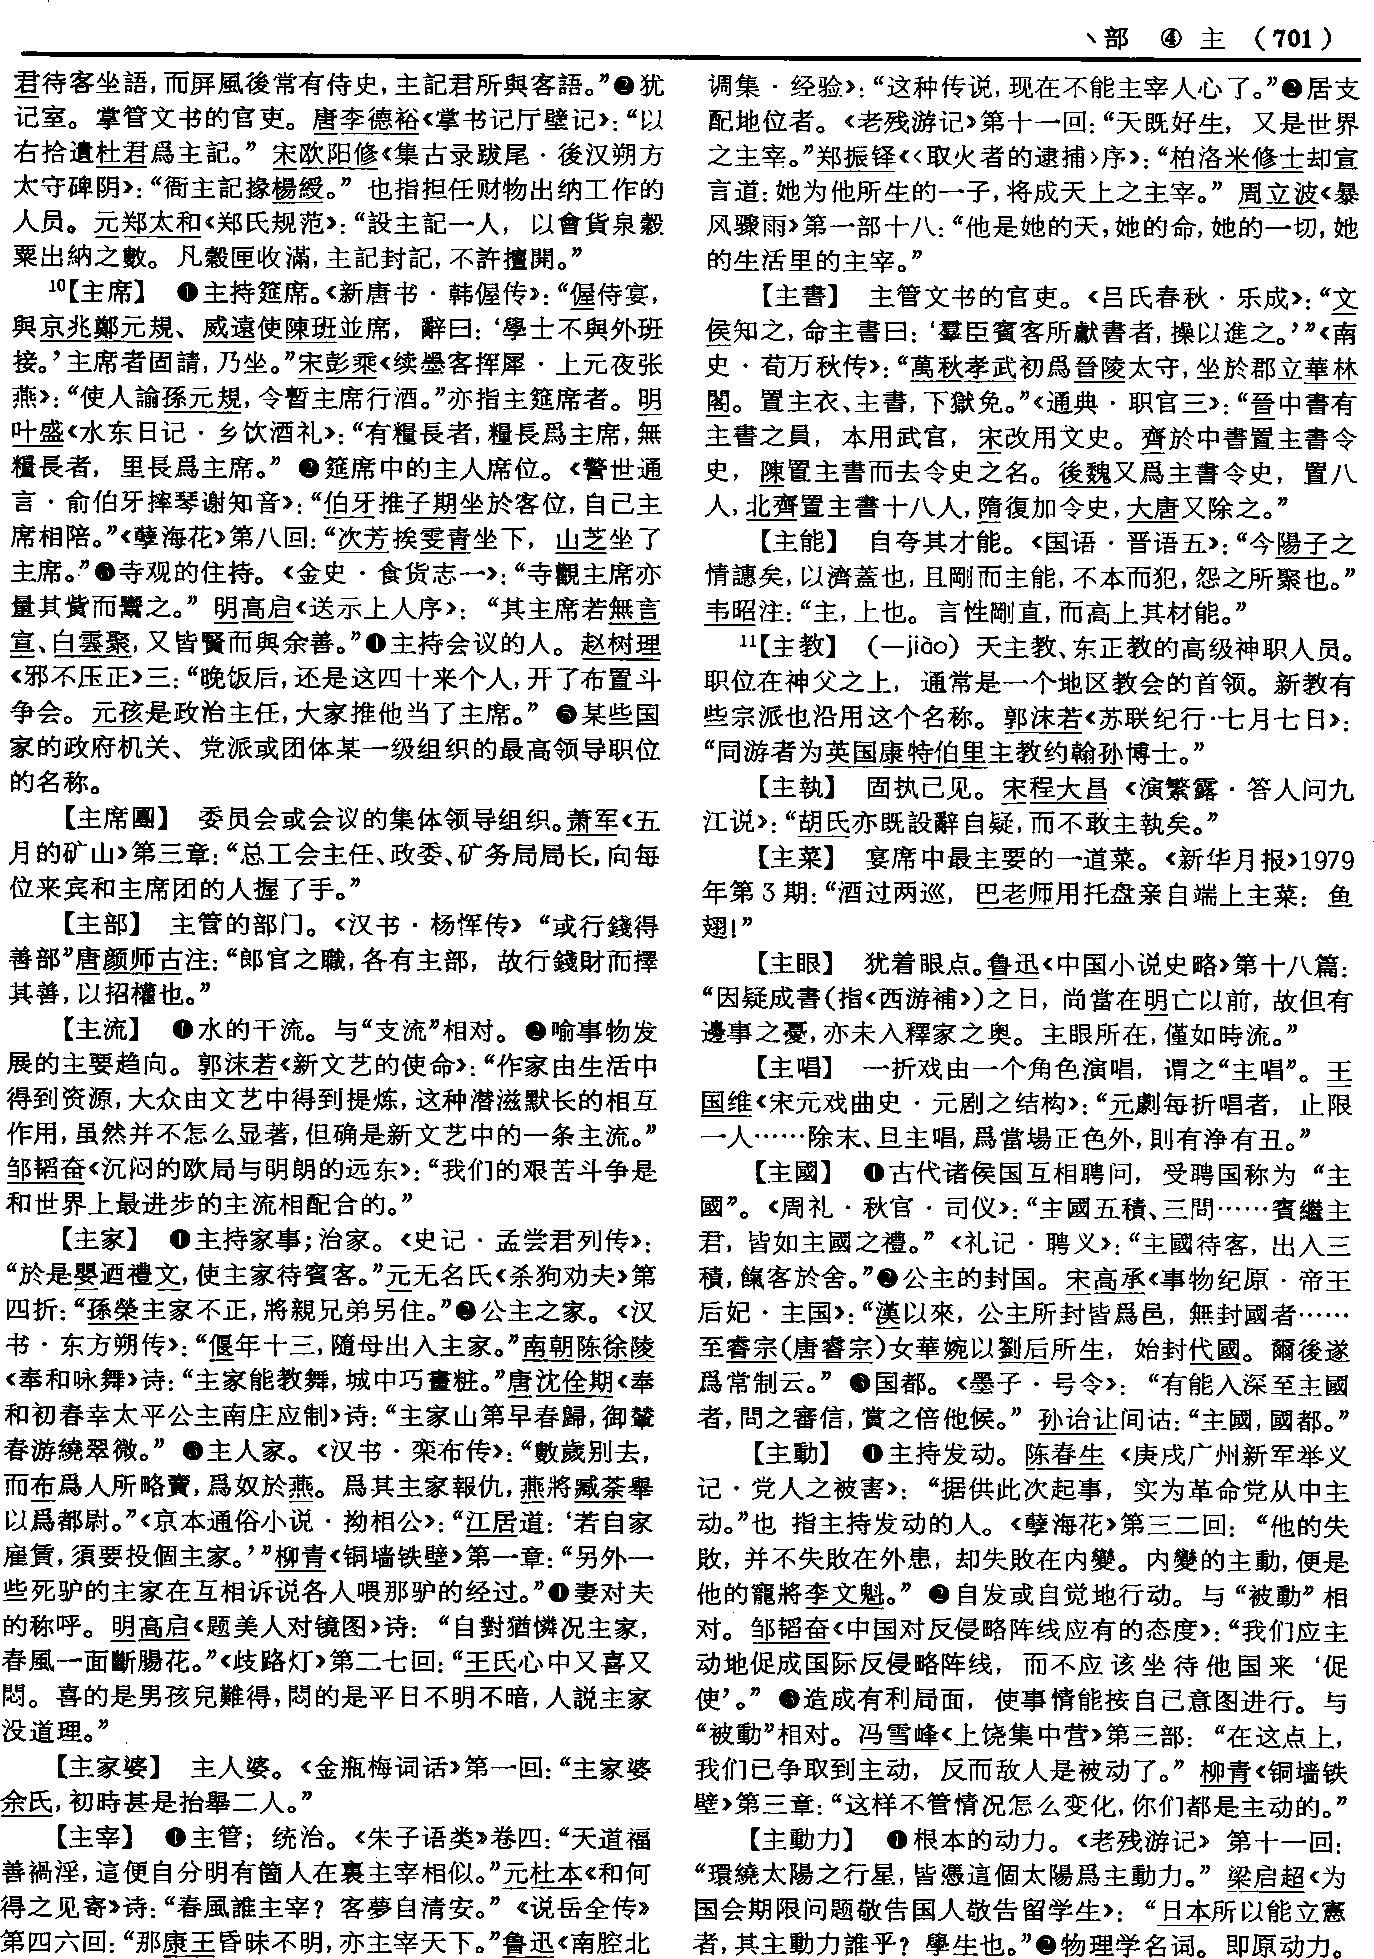 丶部 ④ 主 （701）
君待客坐語，而屏風後常有侍史，主記君所與客語。”❷犹
记室。掌管文书的官吏。唐李德裕《掌书记厅壁记》：“以
右拾遺杜君爲主記。”宋欧阳修《集古录跋尾·後汉朔方
太守碑阴》：“衙主記掾楊綬。”也指担任财物出纳工作的
人员。元郑太和《郑氏规范》：“設主記一人，以會貨泉穀
粟出納之數。凡穀匣收滿，主記封記，不許擅開。”
¹⁰【主席】 ❶主持筵席。《新唐书·韩偓传》：“偓侍宴，
與京兆鄭元規、威遠使陳班並席，辭曰：‘學士不與外班
接。’主席者固請，乃坐。”宋彭乘《续墨客挥犀·上元夜张
燕》：“使人諭孫元規，令暫主席行酒。”亦指主筵席者。明
叶盛《水东日记·乡饮酒礼》：“有糧長者，糧長爲主席，無
糧長者，里長爲主席。”❷筵席中的主人席位。《警世通
言·俞伯牙摔琴谢知音》：“伯牙推子期坐於客位，自己主
席相陪。”《孽海花》第八回：“次芳挨雯青坐下，山芝坐了
主席。”❸寺观的住持。《金史·食货志一》：“寺觀主席亦
量其貲而鬻之。”明高启《送示上人序》：“其主席若無言
宣、白雲聚，又皆賢而與余善。”❹主持会议的人。赵树理
《邪不压正》三：“晚饭后，还是这四十来个人，开了布置斗
争会。元孩是政治主任，大家推他当了主席。”❺某些国
家的政府机关、党派或团体某一级组织的最高领导职位
的名称。
【主席團】 委员会或会议的集体领导组织。萧军《五
月的矿山》第三章：“总工会主任、政委、矿务局局长，向每
位来宾和主席团的人握了手。”
【主部】 主管的部门。《汉书·杨恽传》“或行錢得
善部”唐颜师古注：“郎官之職，各有主部，故行錢財而擇
其善，以招權也。”
【主流】 ❶水的干流。与“支流”相对。❷喻事物发
展的主要趋向。郭沫若《新文艺的使命》：“作家由生活中
得到资源，大众由文艺中得到提炼，这种潜滋默长的相互
作用，虽然并不怎么显著，但确是新文艺中的一条主流。”
邹韬奋《沉闷的欧局与明朗的远东》：“我们的艰苦斗争是
和世界上最进步的主流相配合的。”
【主家】 ❶主持家事；治家。《史记·孟尝君列传》：
“於是嬰迺禮文，使主家待賓客。”元无名氏《杀狗劝夫》第
四折：“孫榮主家不正，將親兄弟另住。”❷公主之家。《汉
书·东方朔传》：“偃年十三，隨母出入主家。”南朝陈徐陵
《奉和咏舞》诗：“主家能教舞，城中巧畫粧。”唐沈佺期《奉
和初春幸太平公主南庄应制》诗：“主家山第早春歸，御輦
春游繞翠微。”❸主人家。《汉书·栾布传》：“數歲別去，
而布爲人所略賣，爲奴於燕。爲其主家報仇，燕將臧荼舉
以爲都尉。”《京本通俗小说·拗相公》：“江居道：‘若自家
雇賃，須要投個主家。’”柳青《铜墙铁壁》第一章：“另外一
些死驴的主家在互相诉说各人喂那驴的经过。”❹妻对夫
的称呼。明高启《题美人对镜图》诗：“自對猶憐况主家，
春風一面斷腸花。”《歧路灯》第二七回：“王氏心中又喜又
悶。喜的是男孩兒難得，悶的是平日不明不暗，人説主家
没道理。”
【主家婆】 主人婆。《金瓶梅词话》第一回：“主家婆
余氏，初時甚是抬舉二人。”
【主宰】 ❶主管；统治。《朱子语类》卷四：“天道福
善禍淫，這便自分明有箇人在裏主宰相似。”元杜本《和何
得之见寄》诗：“春風誰主宰？客夢自清安。”《说岳全传》
第四六回：“那康王昏昧不明，亦主宰天下。”鲁迅《南腔北
调集·经验》：“这种传说，现在不能主宰人心了。”❷居支
配地位者。《老残游记》第十一回：“天既好生，又是世界
之主宰。”郑振铎《〈取火者的逮捕〉序》：“柏洛米修士却宣
言道：她为他所生的一子，将成天上之主宰。”周立波《暴
风骤雨》第一部十八：“他是她的天，她的命，她的一切，她
的生活里的主宰。”
【主書】 主管文书的官吏。《吕氏春秋·乐成》：“文
侯知之，命主書曰：‘羣臣賓客所獻書者，操以進之。’”《南
史·荀万秋传》：“萬秋孝武初爲晉陵太守，坐於郡立華林
閣。置主衣、主書，下獄免。”《通典·职官三》：“晉中書有
主書之員，本用武官，宋改用文吏。齊於中書置主書令
史，陳置主書而去令史之名。後魏又爲主書令史，置八
人，北齊置主書十八人，隋復加令史，大唐又除之。”
【主能】 自夸其才能。《国语·晋语五》：“今陽子之
情譓矣，以濟蓋也，且剛而主能，不本而犯，怨之所聚也。”
韦昭注：“主，上也。言性剛直，而高上其材能。”
¹¹【主教】（—jiào）天主教、东正教的高级神职人员。
职位在神父之上，通常是一个地区教会的首领。新教有
些宗派也沿用这个名称。郭沫若《苏联纪行·七月七日》：
“同游者为英国康特伯里主教约翰孙博士。”
【主執】 固执己见。宋程大昌《演繁露·答人问九
江说》：“胡氏亦既設辭自疑，而不敢主執矣。”
【主菜】 宴席中最主要的一道菜。《新华月报》1979
年第3期：“酒过两巡，巴老师用托盘亲自端上主菜：鱼
翅！”
【主眼】 犹着眼点。鲁迅《中国小说史略》第十八篇：
“因疑成書（指《西游補》）之日，尚當在明亡以前，故但有
邊事之憂，亦未入釋家之奥。主眼所在，僅如時流。”
【主唱】 一折戏由一个角色演唱，谓之“主唱”。王
国维《宋元戏曲史·元剧之结构》：“元劇每折唱者，止限
一人……除末、旦主唱，爲當場正色外，則有净有丑。”
【主國】 ❶古代诸侯国互相聘问，受聘国称为“主
國”。《周礼·秋官·司仪》：“主國五積、三問……賓繼主
君，皆如主國之禮。”《礼记·聘义》：“主國待客，出入三
積，餼客於舍。”❷公主的封国。宋高承《事物纪原·帝王
后妃·主国》：“漢以來，公主所封皆爲邑，無封國者……
至睿宗（唐睿宗）女華婉以劉后所生，始封代國。爾後遂
爲常制云。”❸国都。《墨子·号令》：“有能入深至主國
者，問之審信，賞之倍他候。”孙诒让间诂：“主國，國都。”
【主動】 ❶主持发动。陈春生《庚戌广州新军举义
记·党人之被害》：“据供此次起事，实为革命党从中主
动。”也 指主持发动的人。《孽海花》第三二回：“他的失
敗，并不失敗在外患，却失敗在内變。内變的主動，便是
他的寵將李文魁。”❷自发或自觉地行动。与“被動”相
对。邹韬奋《中国对反侵略阵线应有的态度》：“我们应主
动地促成国际反侵略阵线，而不应该坐待他国来‘促
使’。”❸造成有利局面，使事情能按自己意图进行。与
“被動”相对。冯雪峰《上饶集中营》第三部：“在这点上，
我们已争取到主动，反而敌人是被动了。”柳青《铜墙铁
壁》第三章：“这样不管情况怎么变化，你们都是主动的。”
【主動力】 ❶根本的动力。《老残游记》第十一回：
“環繞太陽之行星，皆憑這個太陽爲主動力。”梁启超《为
国会期限问题敬告国人敬告留学生》：“日本所以能立憲
者，其主動力誰乎？學生也。”❷物理学名词。即原动力。